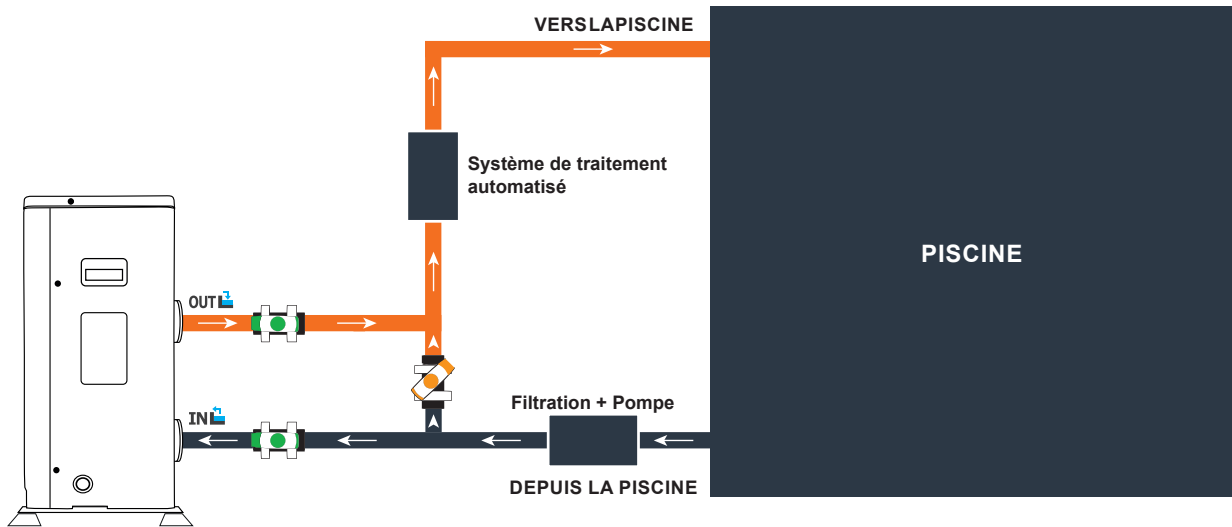 VERSLAPISCINE
Système de traitement
automatisé
PISCINE
OUT
IN
Filtration + Pompe
DEPUIS LA PISCINE